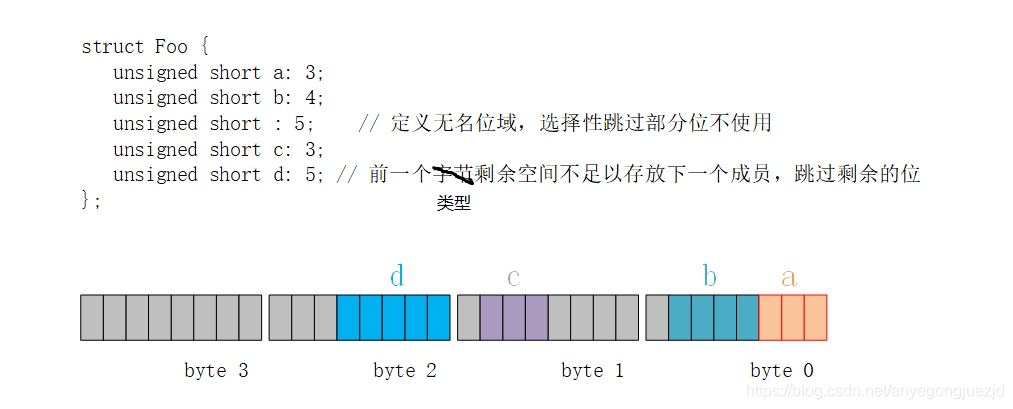 struct Foo {
unsigned short a: 3;
unsigned short b: 4;
unsigned short : 5; // 定义无名位域，选择性跳过部分位不使用
unsigned short c: 3;
unsigned short d: 5; // 前一个字节剩余空间不足以存放下一个成员，跳过剩余的位
类型
};
d c b a
byte 3 byte 2 byte 1 byte 0
https://blog.csdn.net/anyegongjuezjd